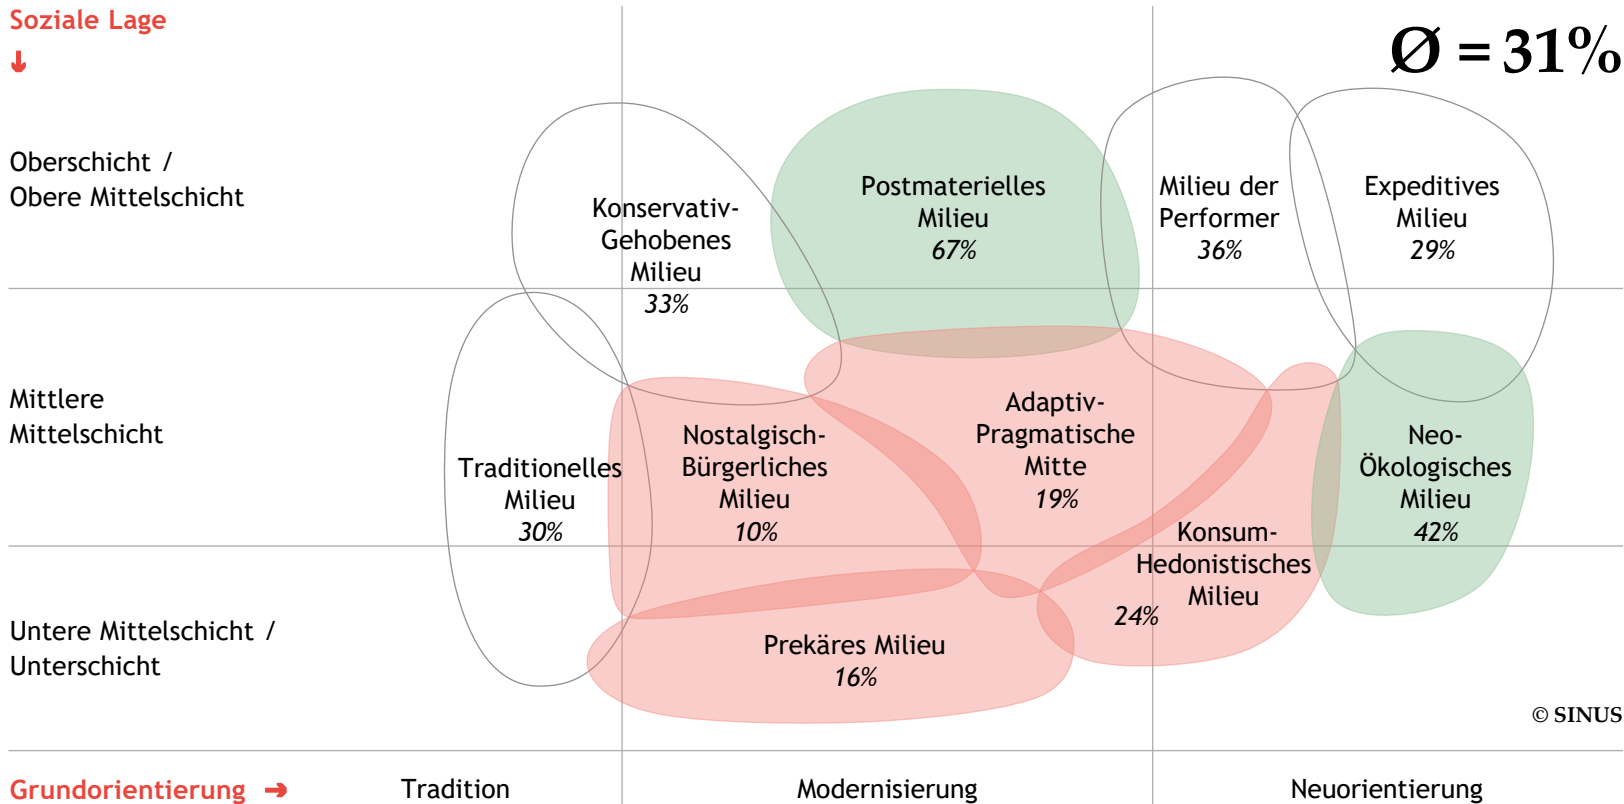 Soziale Lage
↓
Ø = 31%
Oberschicht /
Obere Mittelschicht
Konservativ-
Gehobenes
Milieu
33%
Postmaterielles
Milieu
67%
Milieu der
Performer
36%
Expeditives
Milieu
29%
Mittlere
Mittelschicht
Traditionelles
Milieu
30%
Nostalgisch-
Bürgerliches
Milieu
10%
Adaptiv-
Pragmatische
Mitte
19%
Konsum-
Hedonistisches
Milieu
24%
Neo-
Ökologisches
Milieu
42%
Untere Mittelschicht /
Unterschicht
Prekäres Milieu
16%
© SINUS
Grundorientierung ➔
Tradition
Modernisierung
Neuorientierung